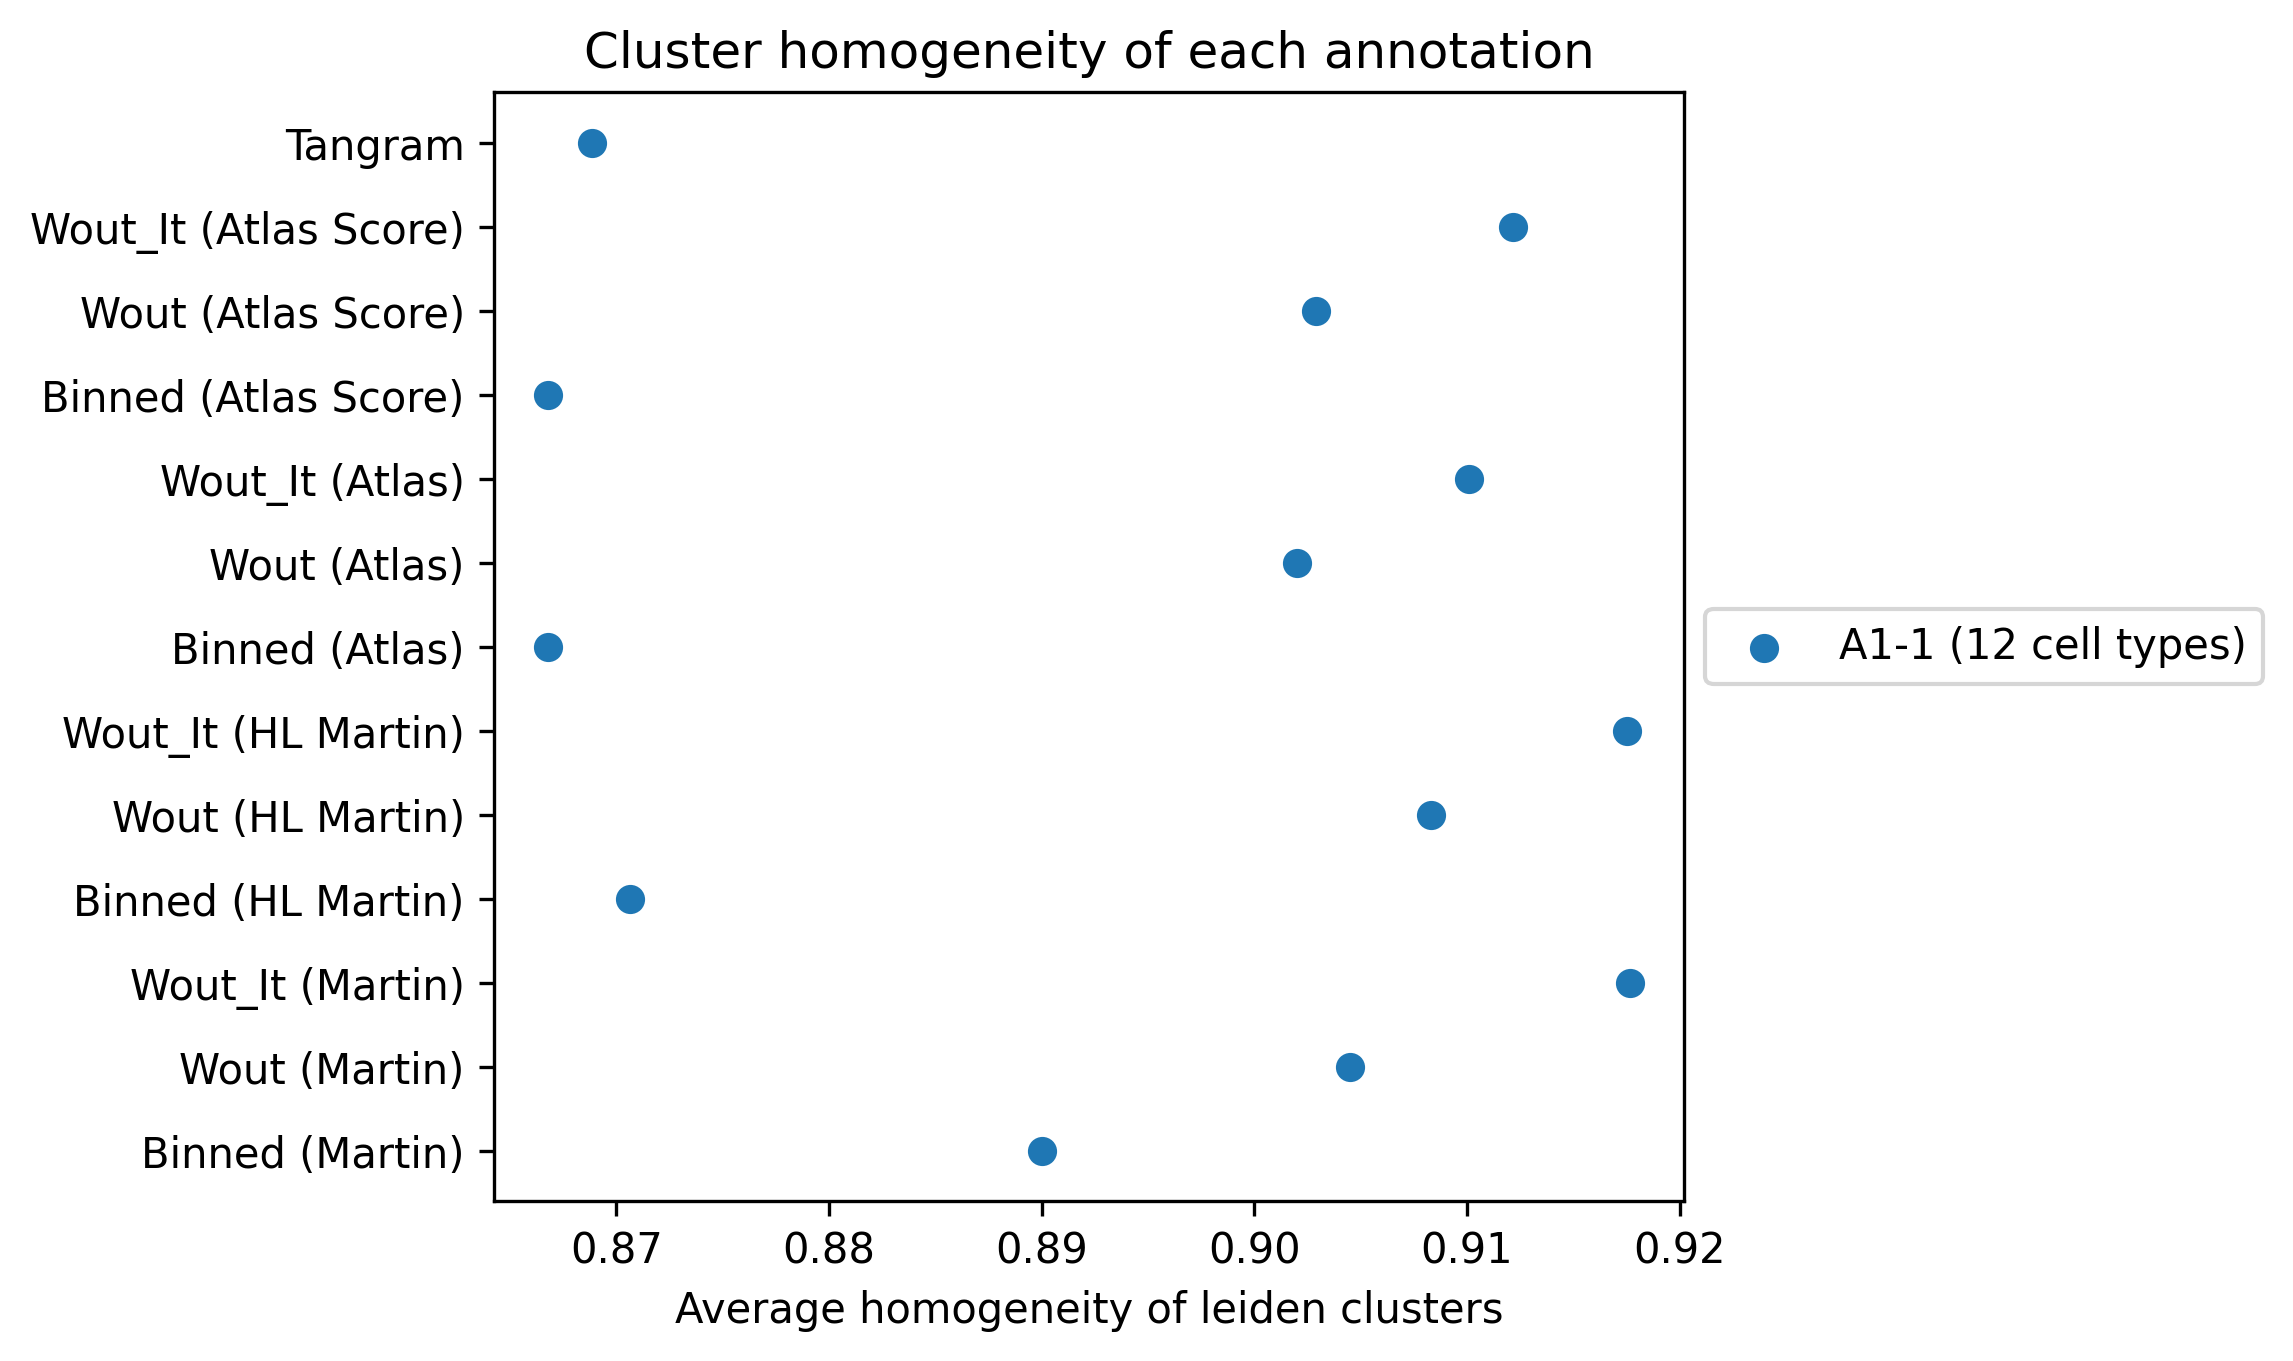 Cluster homogeneity of each annotation
Tangram
Wout_It (Atlas Score)
Wout (Atlas Score)
Binned (Atlas Score)
Wout_It (Atlas)
Wout (Atlas)
Binned (Atlas)
Wout_It (HL Martin)
Wout (HL Martin)
Binned (HL Martin)
Wout_It (Martin)
Wout (Martin)
Binned (Martin)
A1-1 (12 cell types)
0.87 0.88 0.89 0.90 0.91 0.92
Average homogeneity of leiden clusters